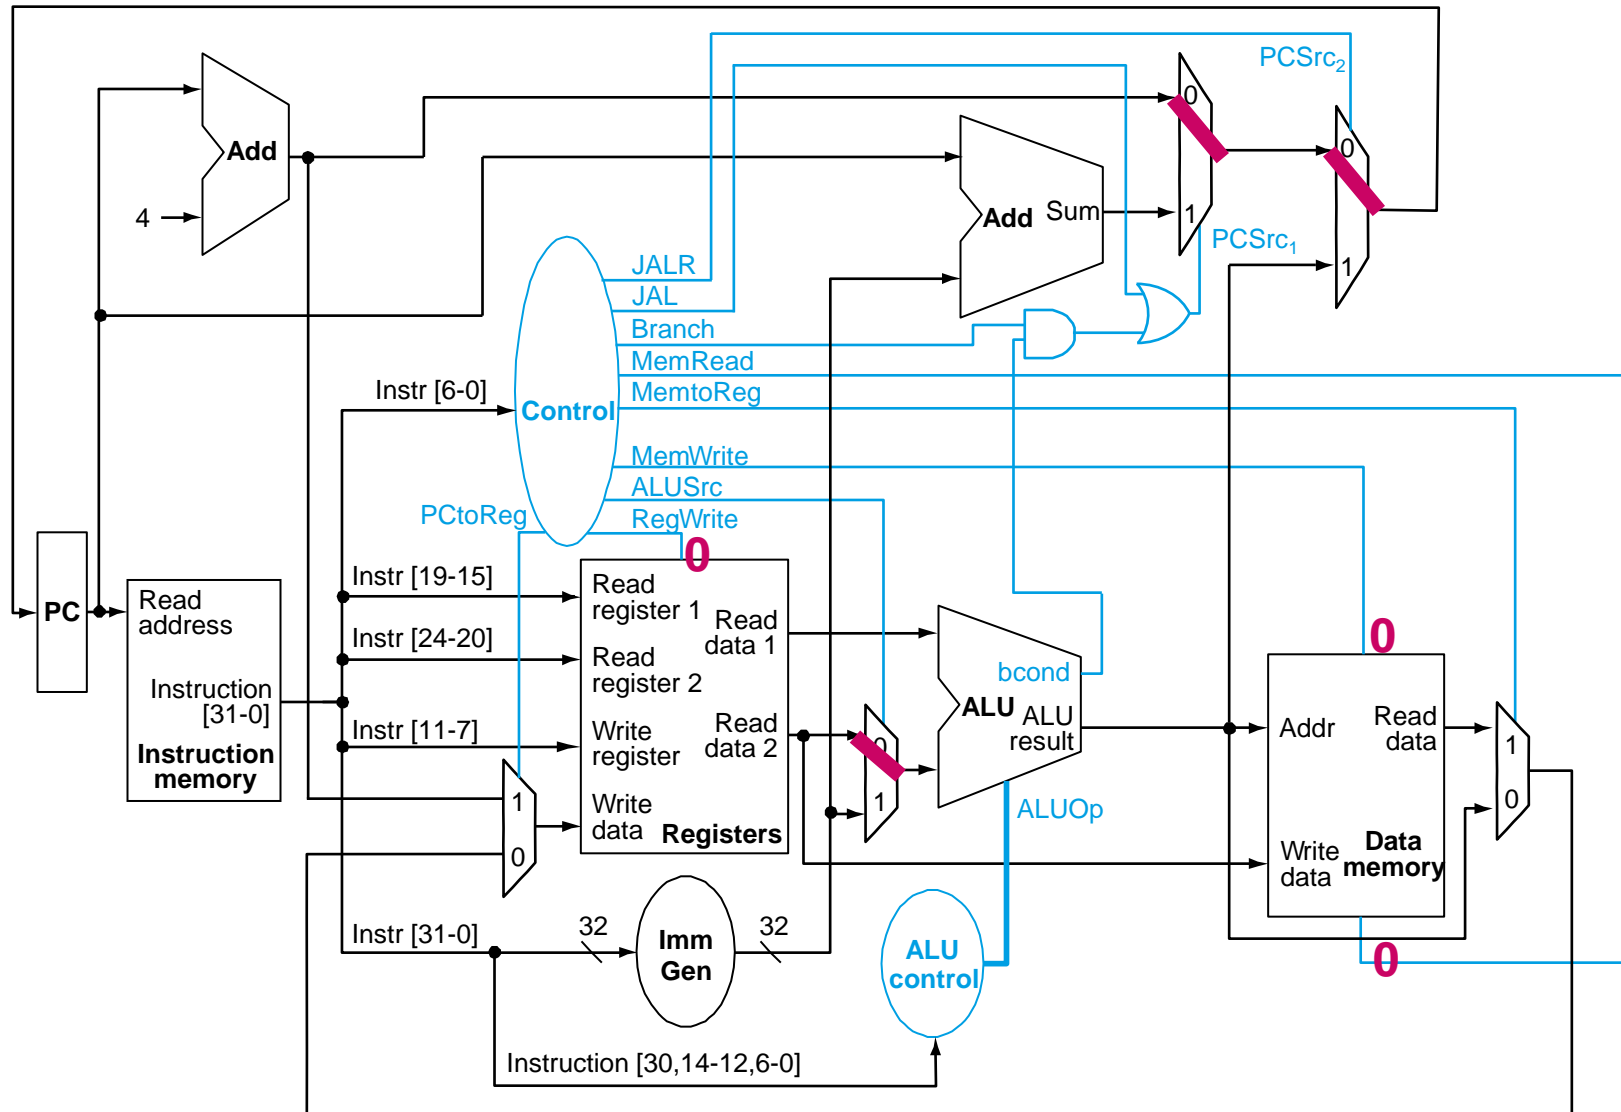 PCSrc2
0
0
Add
4
Add
Sum
1
PCSrc1
1
JALR
JAL
Branch
MemRead
MemtoReg
Instr [6-0]
Control
MemWrite
ALUSrc
PCtoReg
RegWrite
0
PC
Read
address
Instruction
[31-0]
Instruction
memory
Instr [19-15]
Instr [24-20]
Instr [11-7]
Read
register 1
Read
register 2
Write
register
Write
data
Read
data 1
Read
data 2
Registers
1
0
0
1
bcond
ALU
ALU
result
ALUOp
0
Addr
Read
data
Write
data
Data
memory
1
0
0
Instr [31-0]
32
Imm
Gen
32
ALU
control
Instruction [30,14-12,6-0]